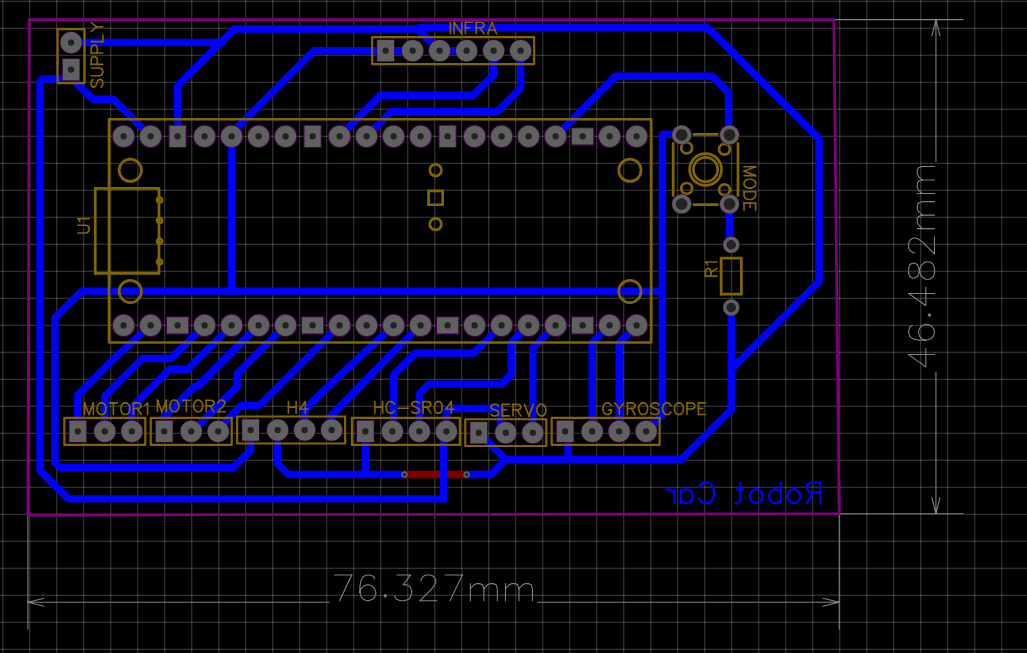 SUPPLY
INFRA
U1
MODE
R1
46.482mm
MOTOR1
MOTOR2
H4
HC-SR04
SERVO
GYROSCOPE
Robot Car
76.327mm